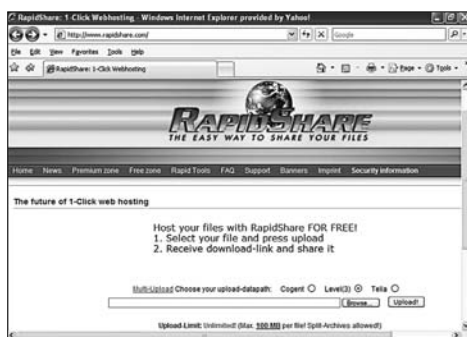 RapidShare: 1-Click Webhosting - Windows Internet Explorer provided by Yahoo!
http://www.rapidshare.com/
Google
File Edit View Favorites Tools Help
RapidShare: 1-Click Webhosting
Page Tools
RAPIDSHARE
THE EASY WAY TO SHARE YOUR FILES
Home News Premium zone Free zone Rapid Tools FAQ Support Banners Imprint Security information
The future of 1-Click web hosting
Host your files with RapidShare FOR FREE!
1. Select your file and press upload
2. Receive download-link and share it
Multi-Upload Choose your upload-datapath: Cogent Level(3) Telia
Browse... Upload!
Upload-Limit: Unlimited! (Max. 100 MB per file! Split-Archives allowed!)